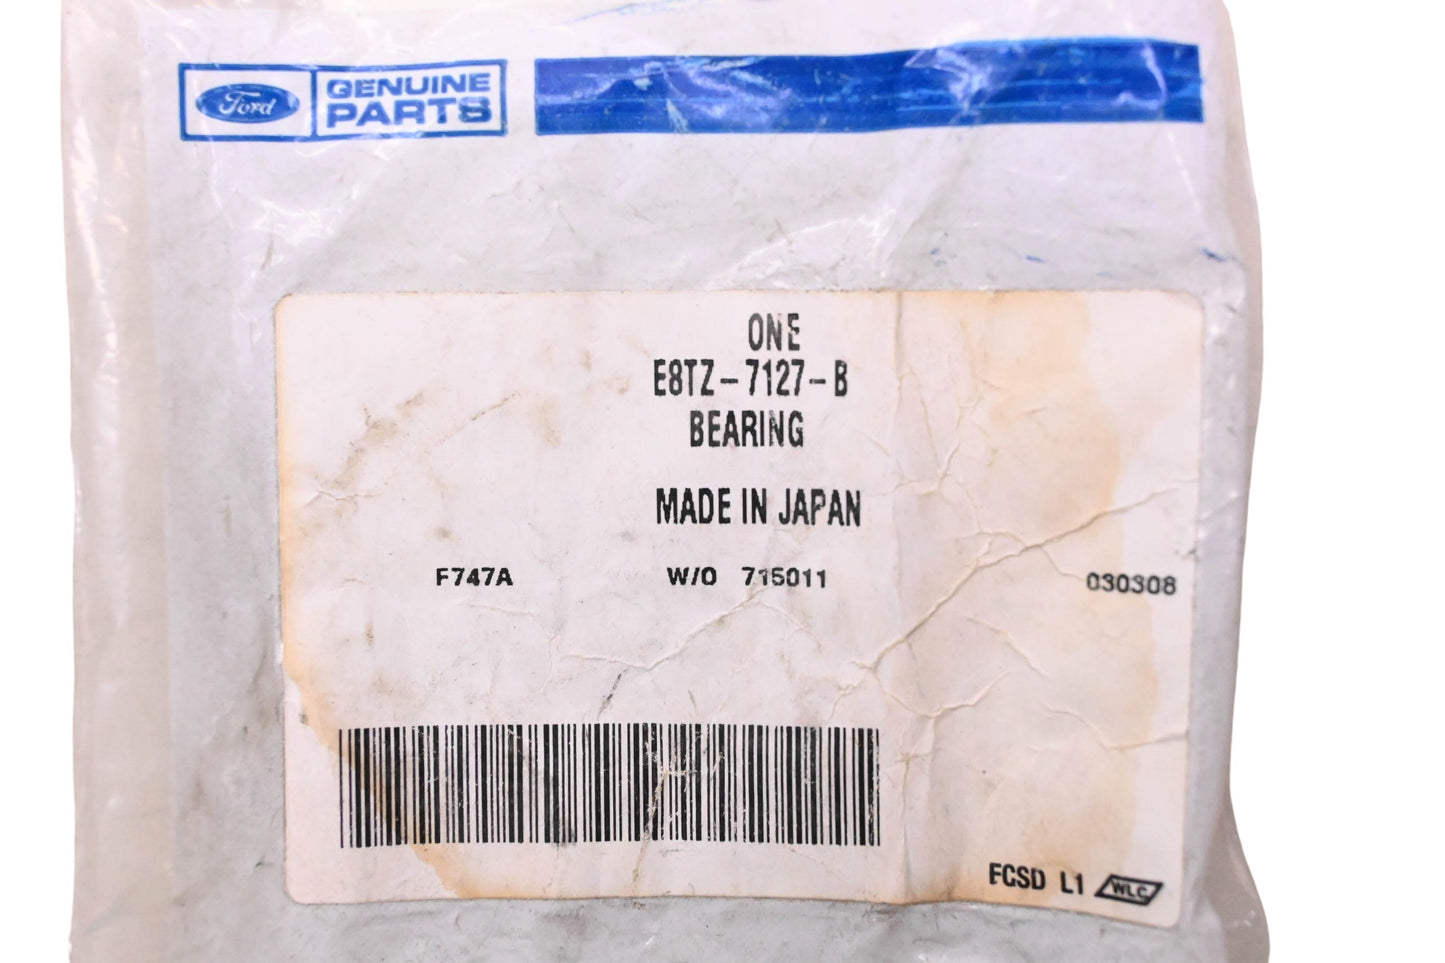 Ford
GENUINE
PARTS
ONE
E8TZ-7127-B
BEARING
MADE IN JAPAN
F747A W/O 715011 030308
FCSD L1 WLC